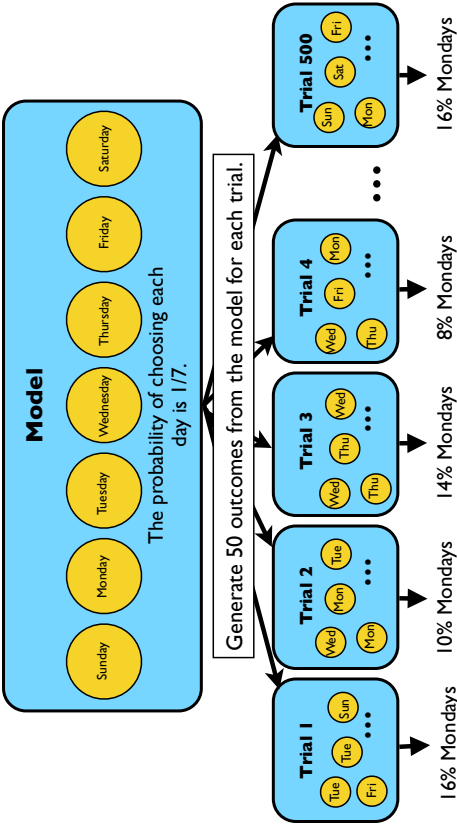 Model
Sunday
Monday
Tuesday
Wednesday
Thursday
Friday
Saturday
The probability of choosing each
day is 1/7.
Generate 50 outcomes from the model for each trial.
Trial 1
Tue
Tue
Sun
Fri
...
16% Mondays
Trial 2
Wed
Mon
Tue
Mon
...
10% Mondays
Trial 3
Wed
Thu
Wed
Thu
...
14% Mondays
Trial 4
Wed
Fri
Mon
Thu
...
8% Mondays
...
Trial 500
Sun
Sat
Fri
Mon
...
16% Mondays